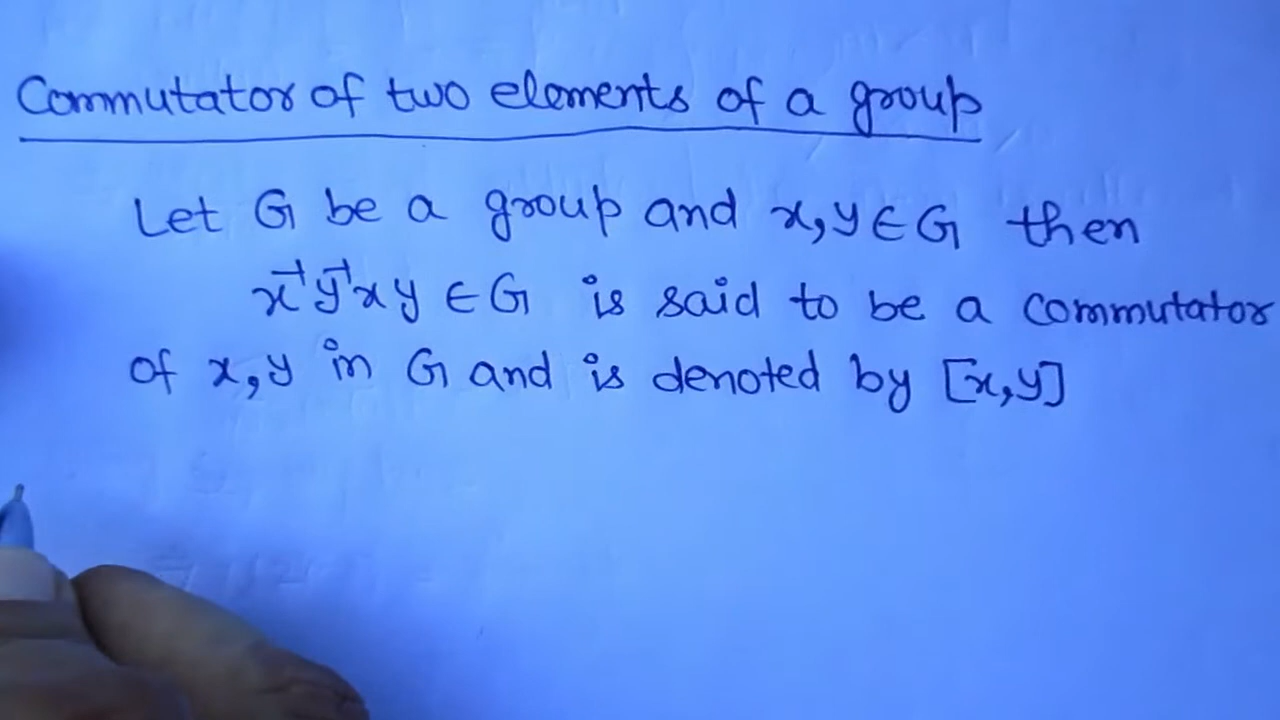 Commutator of two elements of a group
Let G be a group and x,y∈G then
x⁻¹y⁻¹xy ∈ G is said to be a commutator
of x,y in G and is denoted by [x,y]